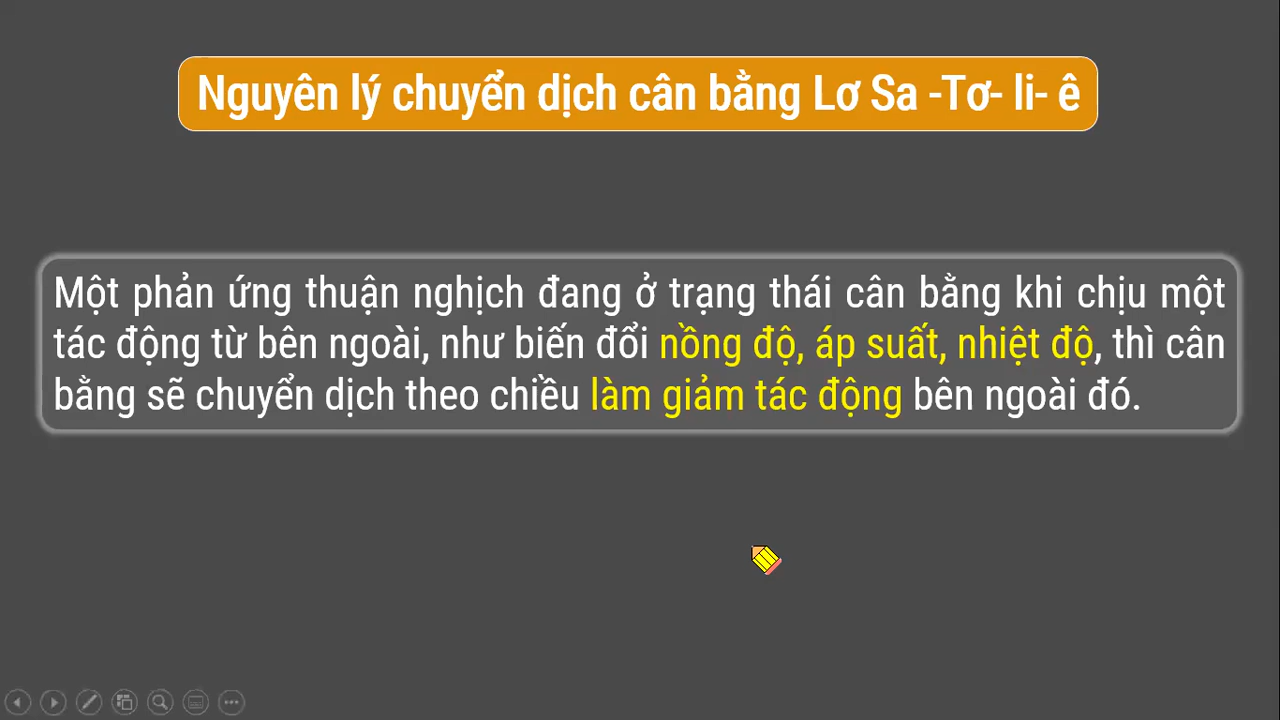 Nguyên lý chuyển dịch cân bằng Lơ Sa -Tơ- li- ê
Một phản ứng thuận nghịch đang ở trạng thái cân bằng khi chịu một
tác động từ bên ngoài, như biến đổi nồng độ, áp suất, nhiệt độ, thì cân
bằng sẽ chuyển dịch theo chiều làm giảm tác động bên ngoài đó.